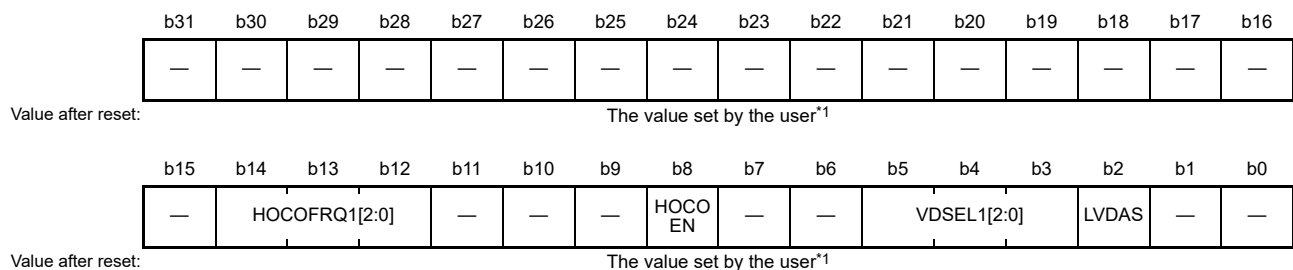 b31 b30 b29 b28 b27 b26 b25 b24 b23 b22 b21 b20 b19 b18 b17 b16
— — — — — — — — — — — — — — — —
Value after reset: The value set by the user*1
b15 b14 b13 b12 b11 b10 b9 b8 b7 b6 b5 b4 b3 b2 b1 b0
— HOCOFRQ1[2:0] — — — HOCO EN — — VDSEL1[2:0] LVDAS — —
Value after reset: The value set by the user*1